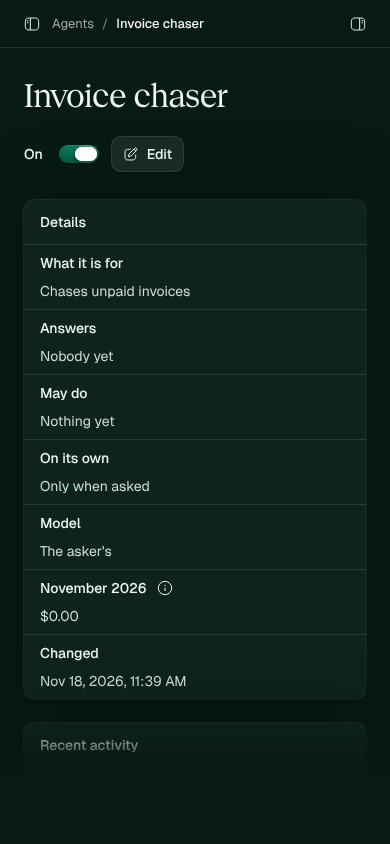 Agents / Invoice chaser
Invoice chaser
On
Edit
Details
What it is for
Chases unpaid invoices
Answers
Nobody yet
May do
Nothing yet
On its own
Only when asked
Model
The asker's
November 2026
$0.00
Changed
Nov 18, 2026, 11:39 AM
Recent activity